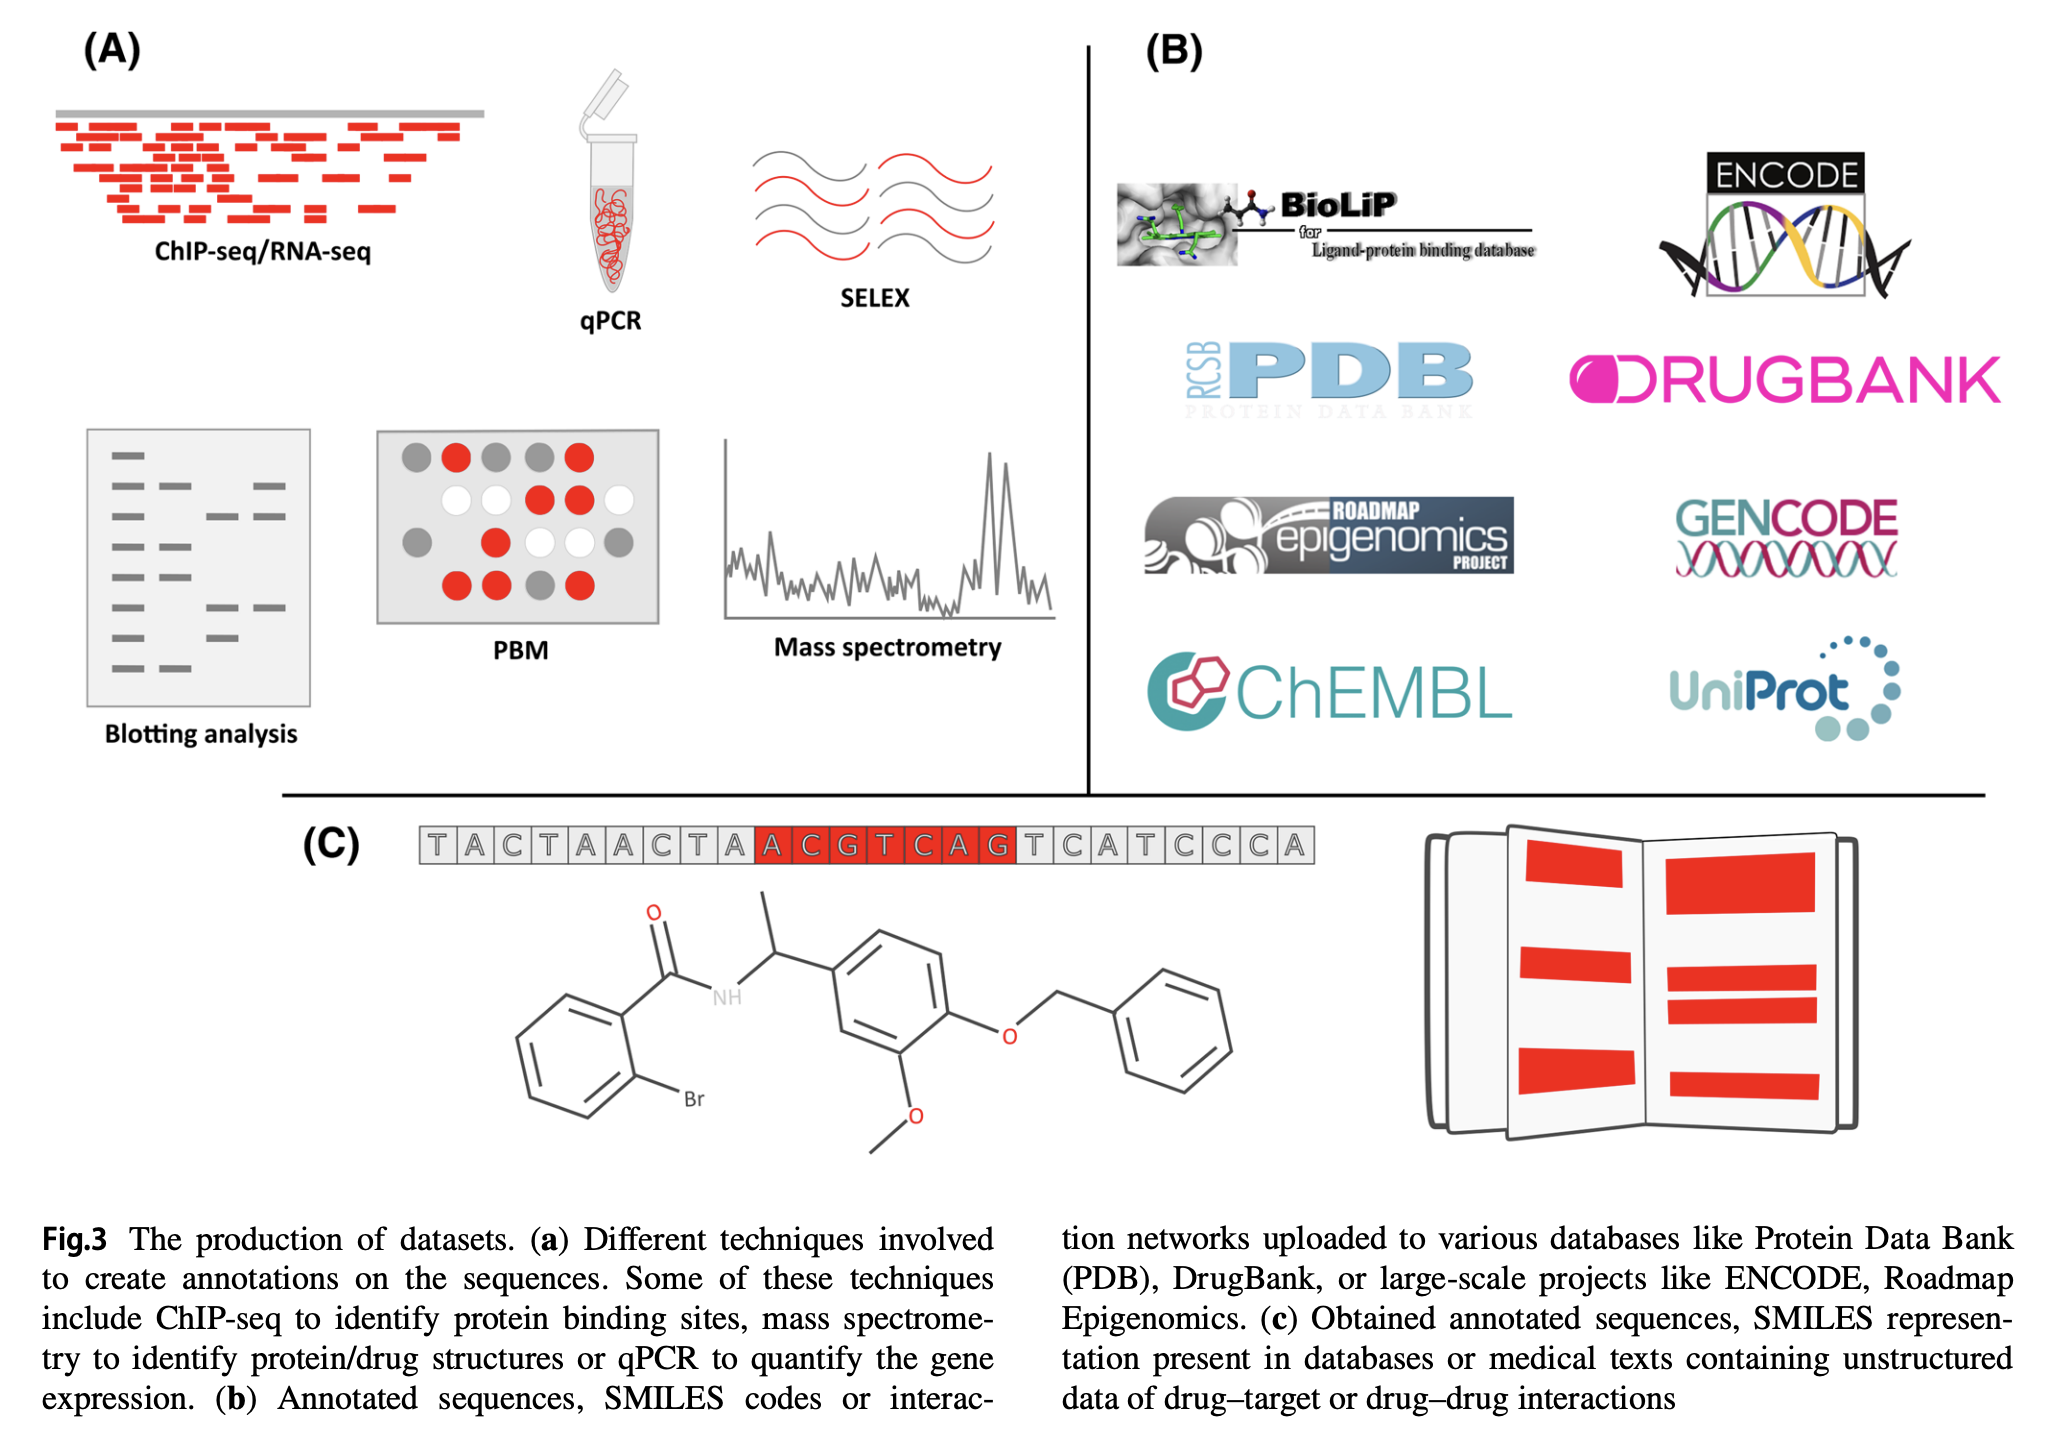 (A)
ChIP-seq/RNA-seq
qPCR
SELEX
Blotting analysis
PBM
Mass spectrometry
(B)
BioLiP
for
Ligand-protein binding database
ENCODE
RCSB
PDB
PROTEIN DATA BANK
DRUGBANK
ROADMAP
epigenomics
PROJECT
GENCODE
ChEMBL
UniProt
(C)
T A C T A A C T A A C G T C A G T C A T C C C A
O
NH
Br
O
O
Fig.3 The production of datasets. (a) Different techniques involved
to create annotations on the sequences. Some of these techniques
include ChIP-seq to identify protein binding sites, mass spectrome-
try to identify protein/drug structures or qPCR to quantify the gene
expression. (b) Annotated sequences, SMILES codes or interac-
tion networks uploaded to various databases like Protein Data Bank
(PDB), DrugBank, or large-scale projects like ENCODE, Roadmap
Epigenomics. (c) Obtained annotated sequences, SMILES represen-
tation present in databases or medical texts containing unstructured
data of drug–target or drug–drug interactions